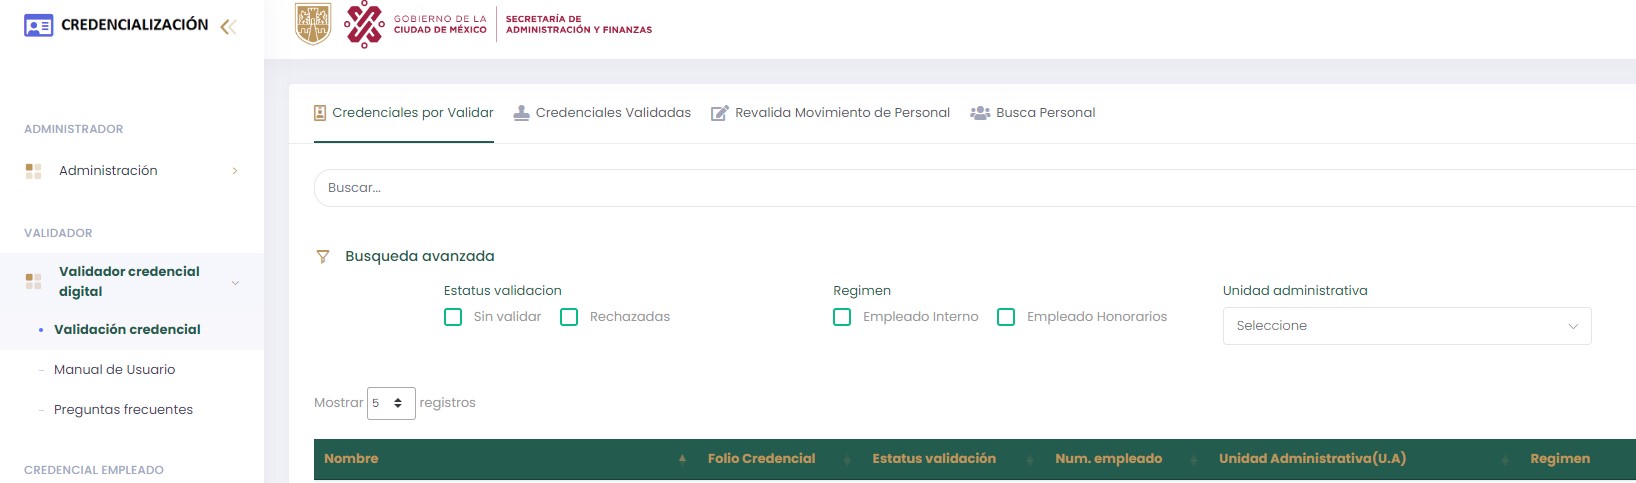 CREDENCIALIZACIÓN
GOBIERNO DE LA
CIUDAD DE MÉXICO
SECRETARÍA DE
ADMINISTRACIÓN Y FINANZAS
ADMINISTRADOR
Administración
VALIDADOR
Validador credencial
digital
Validación credencial
Manual de Usuario
Preguntas frecuentes
CREDENCIAL EMPLEADO
Credenciales por Validar
Credenciales Validadas
Revalida Movimiento de Personal
Busca Personal
Buscar...
Busqueda avanzada
Estatus validacion
Sin validar
Rechazadas
Regimen
Empleado Interno
Empleado Honorarios
Unidad administrativa
Seleccione
Mostrar 5 registros
Nombre
Folio Credencial
Estatus validación
Num. empleado
Unidad Administrativa(U.A)
Regimen